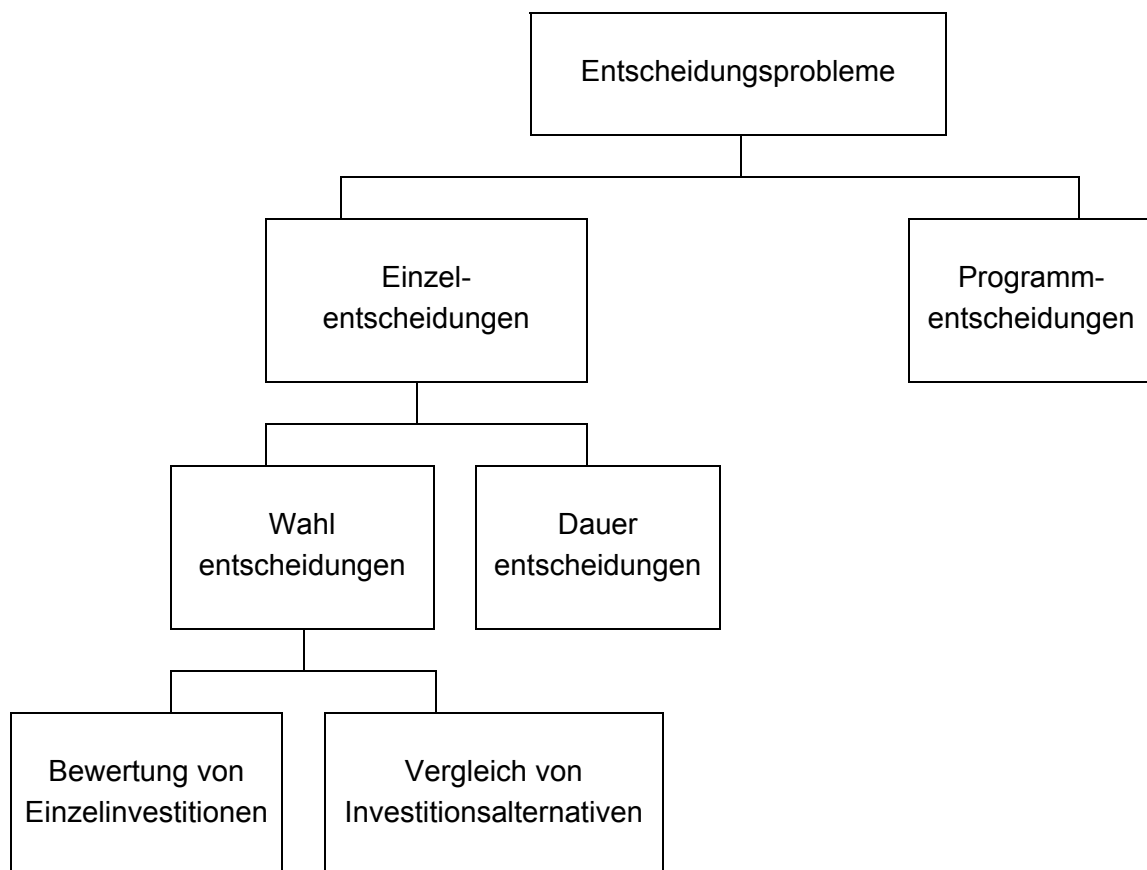 Entscheidungsprobleme
Einzel-
entscheidungen
Programm-
entscheidungen
Wahl
entscheidungen
Dauer
entscheidungen
Bewertung von
Einzelinvestitionen
Vergleich von
Investitionsalternativen